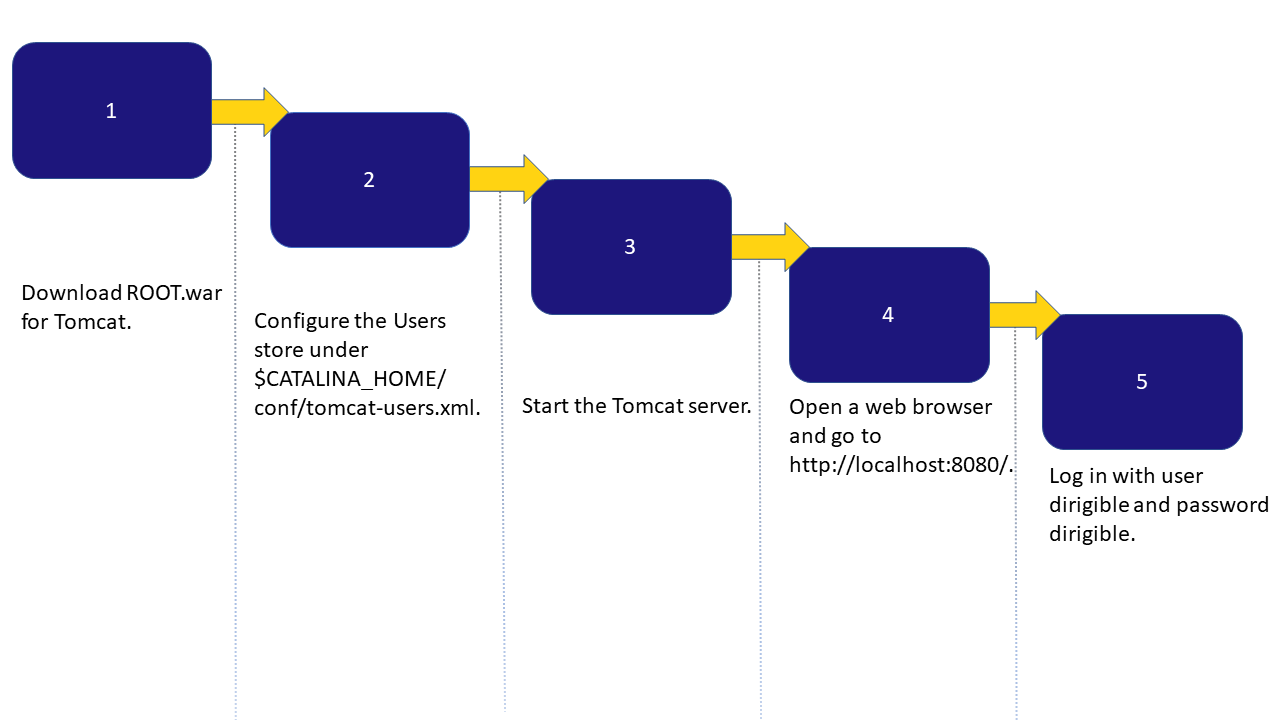 1
Download ROOT.war
for Tomcat.
2
Configure the Users
store under
$CATALINA_HOME/
conf/tomcat-users.xml.
3
Start the Tomcat server.
4
Open a web browser
and go to
http://localhost:8080/.
5
Log in with user
dirigible and password
dirigible.